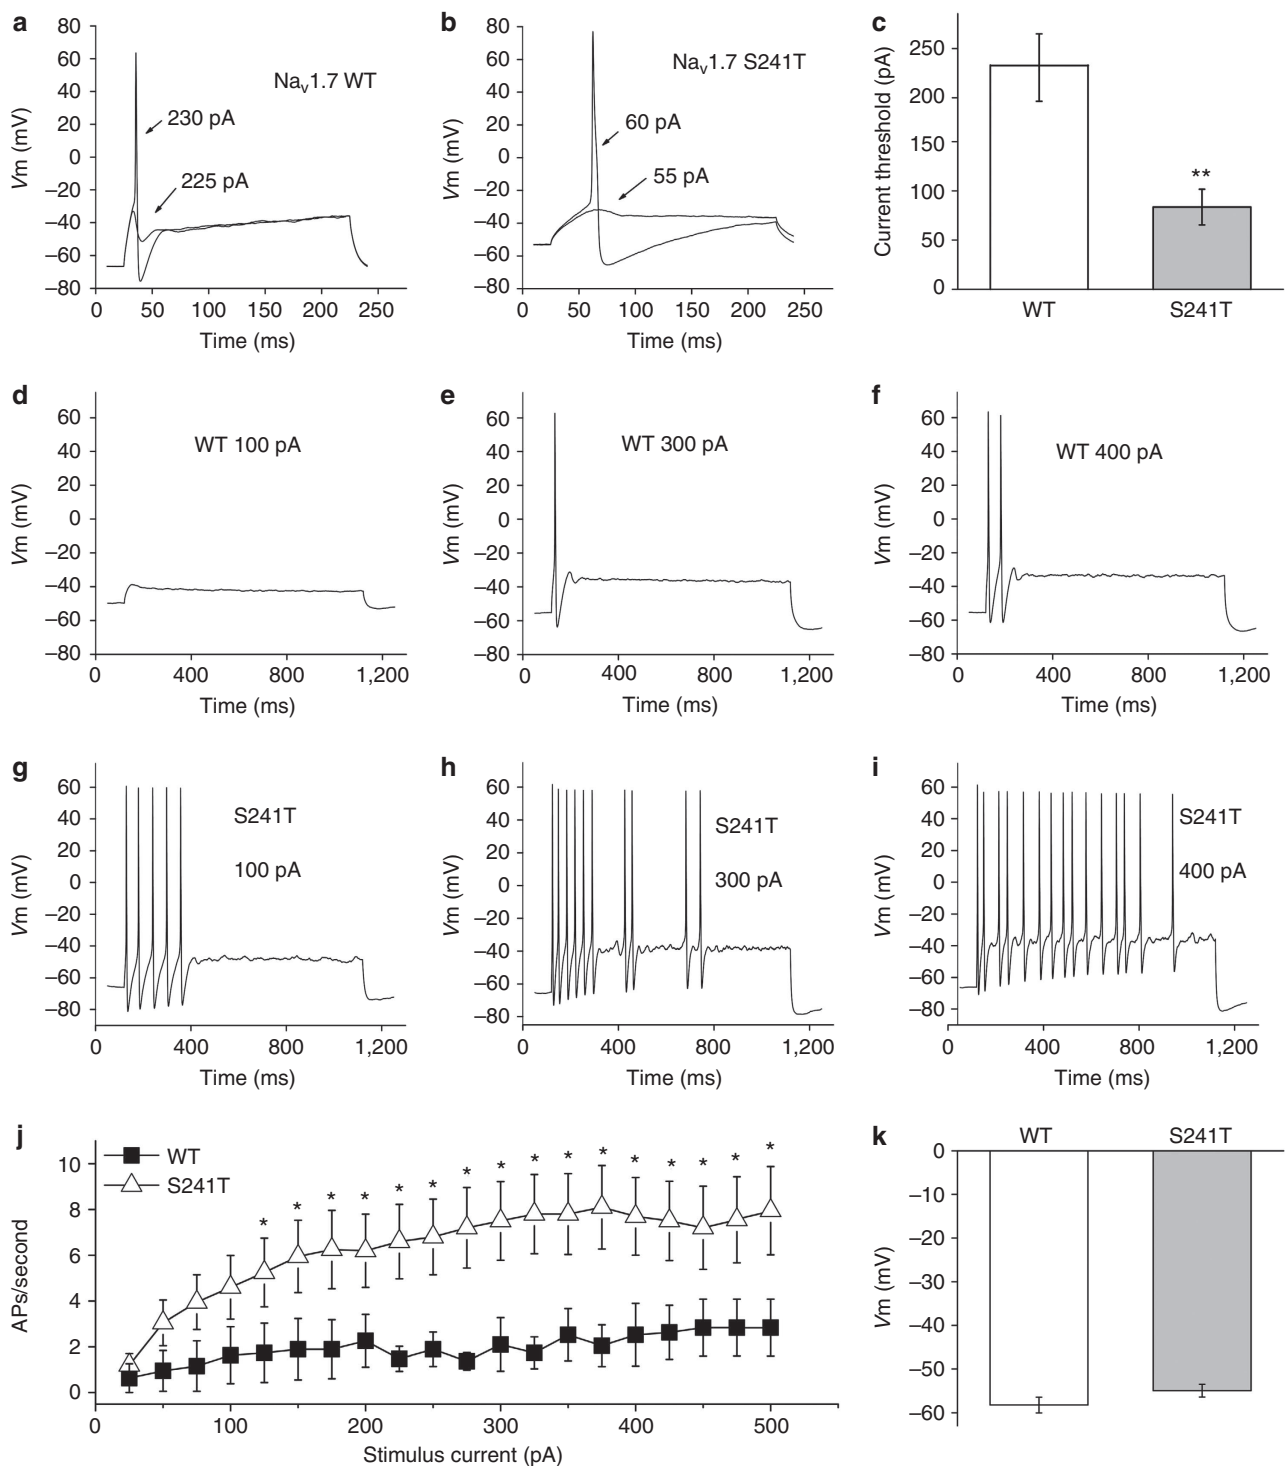 a
80
60
40
20
0
–20
–40
–60
–80
Vm (mV)
Nav1.7 WT
230 pA
225 pA
0 50 100 150 200 250
Time (ms)
b
80
60
40
20
0
–20
–40
–60
–80
Vm (mV)
Nav1.7 S241T
60 pA
55 pA
0 50 100 150 200 250
Time (ms)
c
250
200
150
100
50
0
Current threshold (pA)
**
WT S241T
d
60
40
20
0
–20
–40
–60
–80
Vm (mV)
WT 100 pA
0 400 800 1,200
Time (ms)
e
60
40
20
0
–20
–40
–60
–80
Vm (mV)
WT 300 pA
0 400 800 1,200
Time (ms)
f
60
40
20
0
–20
–40
–60
–80
Vm (mV)
WT 400 pA
0 400 800 1,200
Time (ms)
g
60
40
20
0
–20
–40
–60
–80
Vm (mV)
S241T
100 pA
0 400 800 1,200
Time (ms)
h
60
40
20
0
–20
–40
–60
–80
Vm (mV)
S241T
300 pA
0 400 800 1,200
Time (ms)
i
60
40
20
0
–20
–40
–60
–80
Vm (mV)
S241T
400 pA
0 400 800 1,200
Time (ms)
j
10
8
6
4
2
0
APs/second
WT
S241T
* * * * * * * * * * * * * * * *
0 100 200 300 400 500
Stimulus current (pA)
k
WT S241T
0
–10
–20
–30
–40
–50
–60
Vm (mV)